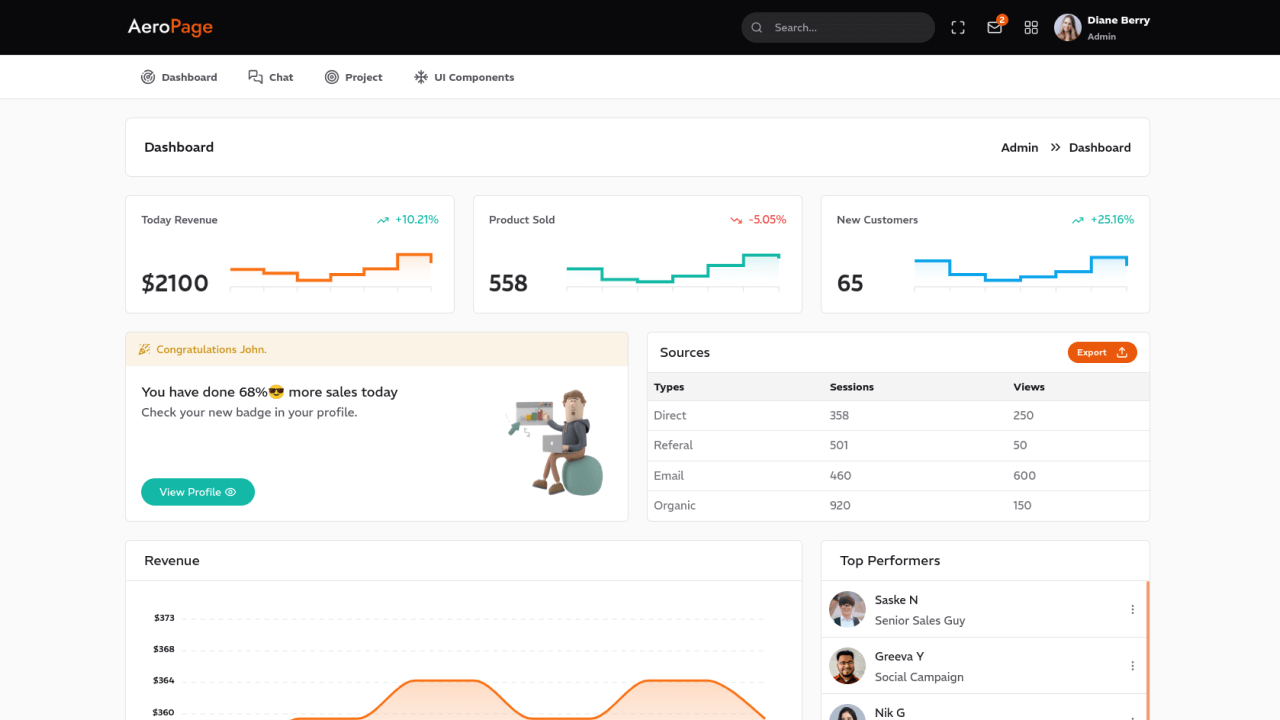 AeroPage
Search...
2
Diane Berry
Admin
Dashboard
Chat
Project
UI Components
Dashboard
Admin
Dashboard
Today Revenue
+10.21%
$2100
Product Sold
-5.05%
558
New Customers
+25.16%
65
Congratulations John.
You have done 68%😎 more sales today
Check your new badge in your profile.
View Profile
Sources
Export
Types Sessions Views
Direct 358 250
Referal 501 50
Email 460 600
Organic 920 150
Revenue
$373
$368
$364
$360
Top Performers
Saske N
Senior Sales Guy
Greeva Y
Social Campaign
Nik G